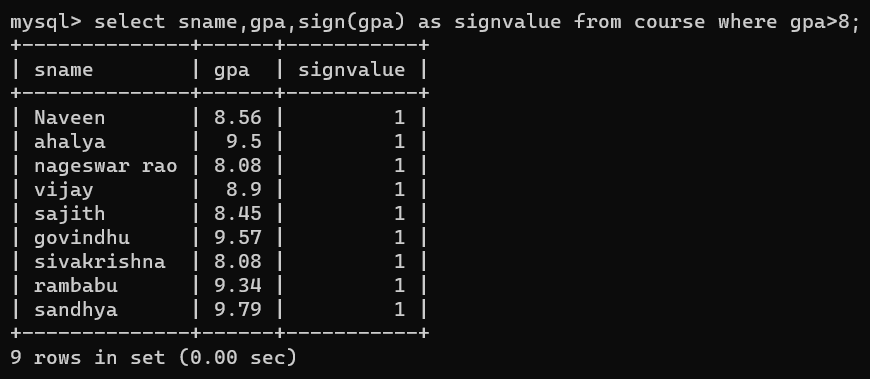 mysql> select sname,gpa,sign(gpa) as signvalue from course where gpa>8;
+--------------+------+-----------+
| sname        | gpa  | signvalue |
+--------------+------+-----------+
| Naveen       | 8.56 |         1 |
| ahalya       |  9.5 |         1 |
| nageswar rao | 8.08 |         1 |
| vijay        |  8.9 |         1 |
| sajith       | 8.45 |         1 |
| govindhu     | 9.57 |         1 |
| sivakrishna  | 8.08 |         1 |
| rambabu      | 9.34 |         1 |
| sandhya      | 9.79 |         1 |
+--------------+------+-----------+
9 rows in set (0.00 sec)